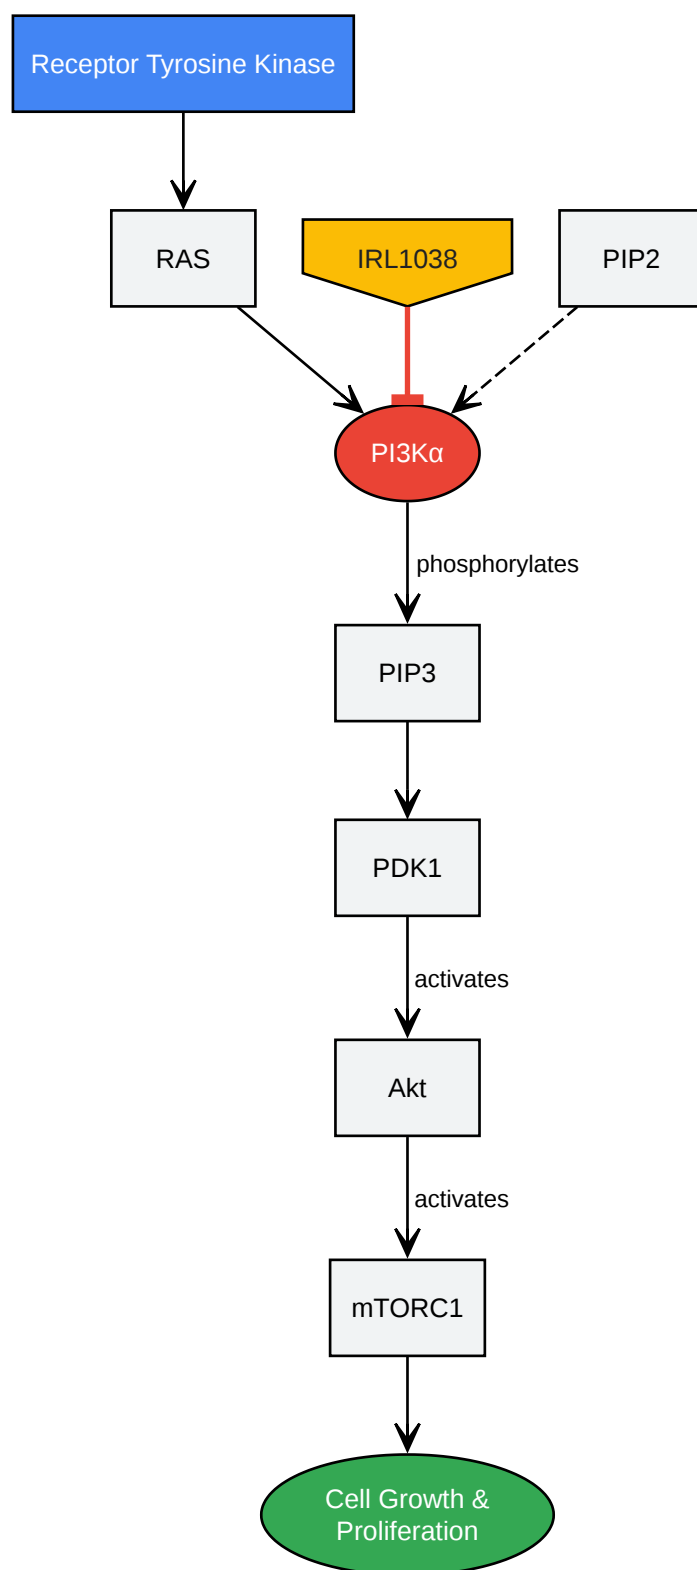 Receptor Tyrosine Kinase
RAS
IRL1038
PIP2
PI3Kα
phosphorylates
PIP3
PDK1
activates
Akt
activates
mTORC1
Cell Growth &
Proliferation